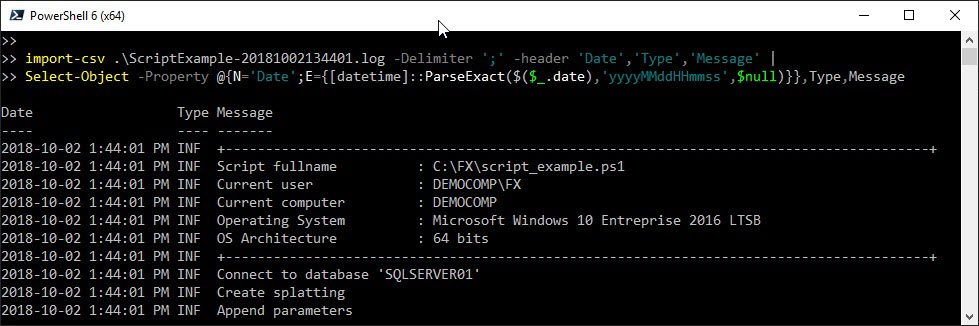 PowerShell 6 (x64)
>>
>> import-csv .\ScriptExample-20181002134401.log -Delimiter ';' -header 'Date','Type','Message' |
>> Select-Object -Property @{N='Date';E={[datetime]::ParseExact($($_.date),'yyyyMMddHHmmss',$null)}},Type,Message
Date                  Type Message
----                  ---- -------
2018-10-02 1:44:01 PM INF  +----------------------------------------------------------------------------------------+
2018-10-02 1:44:01 PM INF  Script fullname          : C:\FX\script_example.ps1
2018-10-02 1:44:01 PM INF  Current user             : DEMOCOMP\FX
2018-10-02 1:44:01 PM INF  Current computer         : DEMOCOMP
2018-10-02 1:44:01 PM INF  Operating System         : Microsoft Windows 10 Entreprise 2016 LTSB
2018-10-02 1:44:01 PM INF  OS Architecture          : 64 bits
2018-10-02 1:44:01 PM INF  +----------------------------------------------------------------------------------------+
2018-10-02 1:44:01 PM INF  Connect to database 'SQLSERVER01'
2018-10-02 1:44:01 PM INF  Create splatting
2018-10-02 1:44:01 PM INF  Append parameters